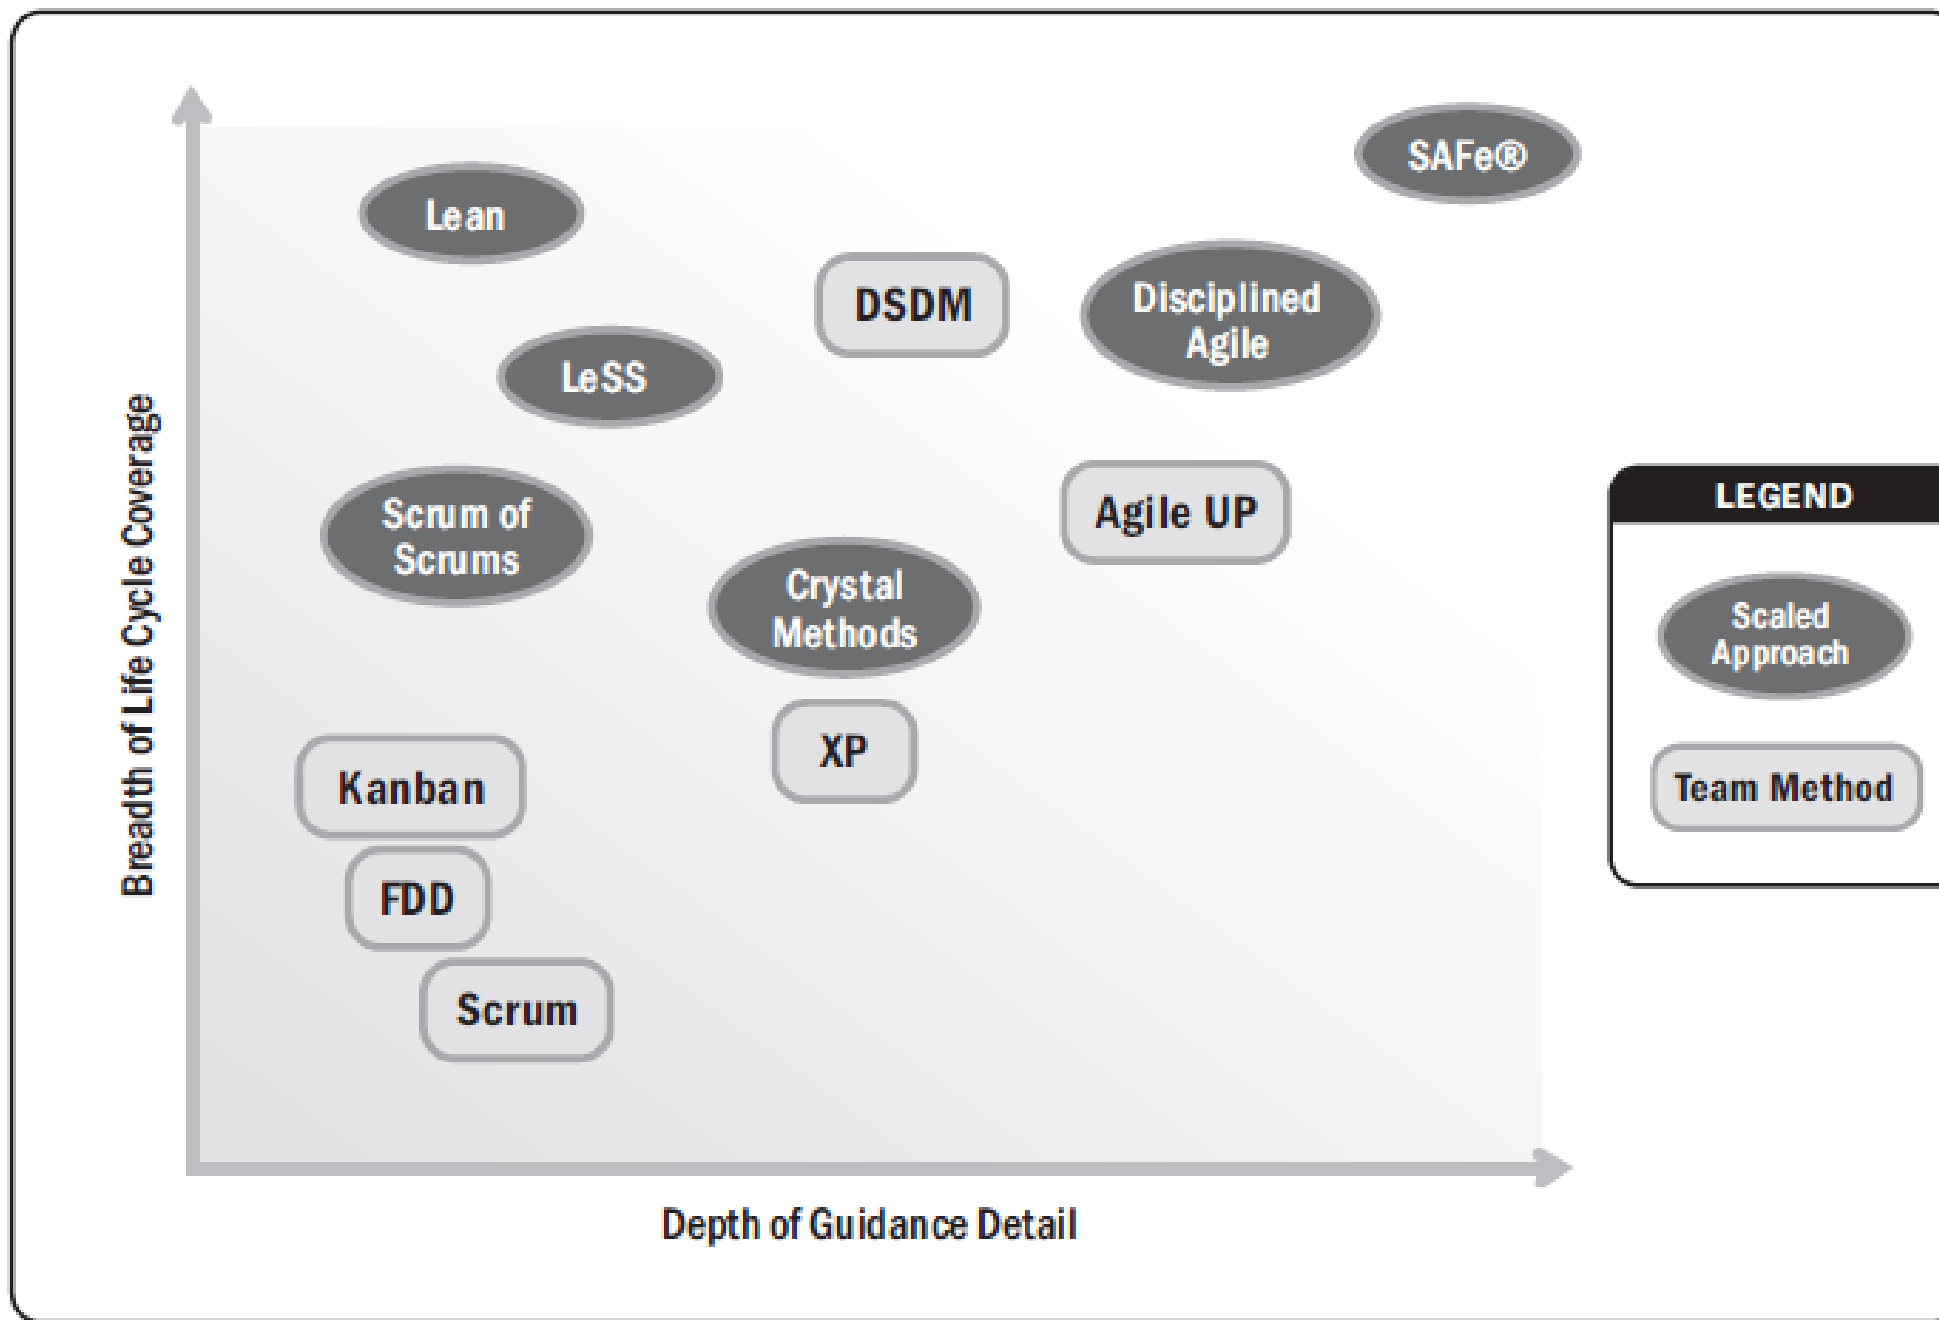 SAFe®
Lean
DSDM
Disciplined
Agile
LeSS
Scrum of
Scrums
Agile UP
Crystal
Methods
XP
Kanban
FDD
Scrum
Breadth of Life Cycle Coverage
Depth of Guidance Detail
LEGEND
Scaled
Approach
Team Method